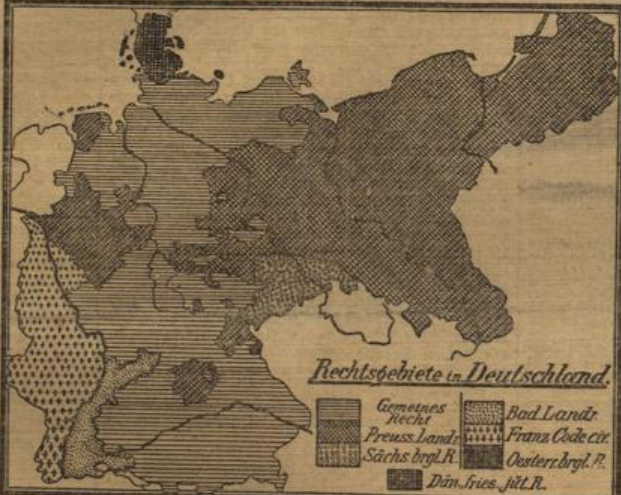 Rechtsgebiete in Deutschland.
Gemeines
Recht
Preuss. Landr.
Sächs. brgl. R.
Bad. Landr.
Franz. Code civ.
Oesterr. brgl. R.
Dän. fries. jüt. R.